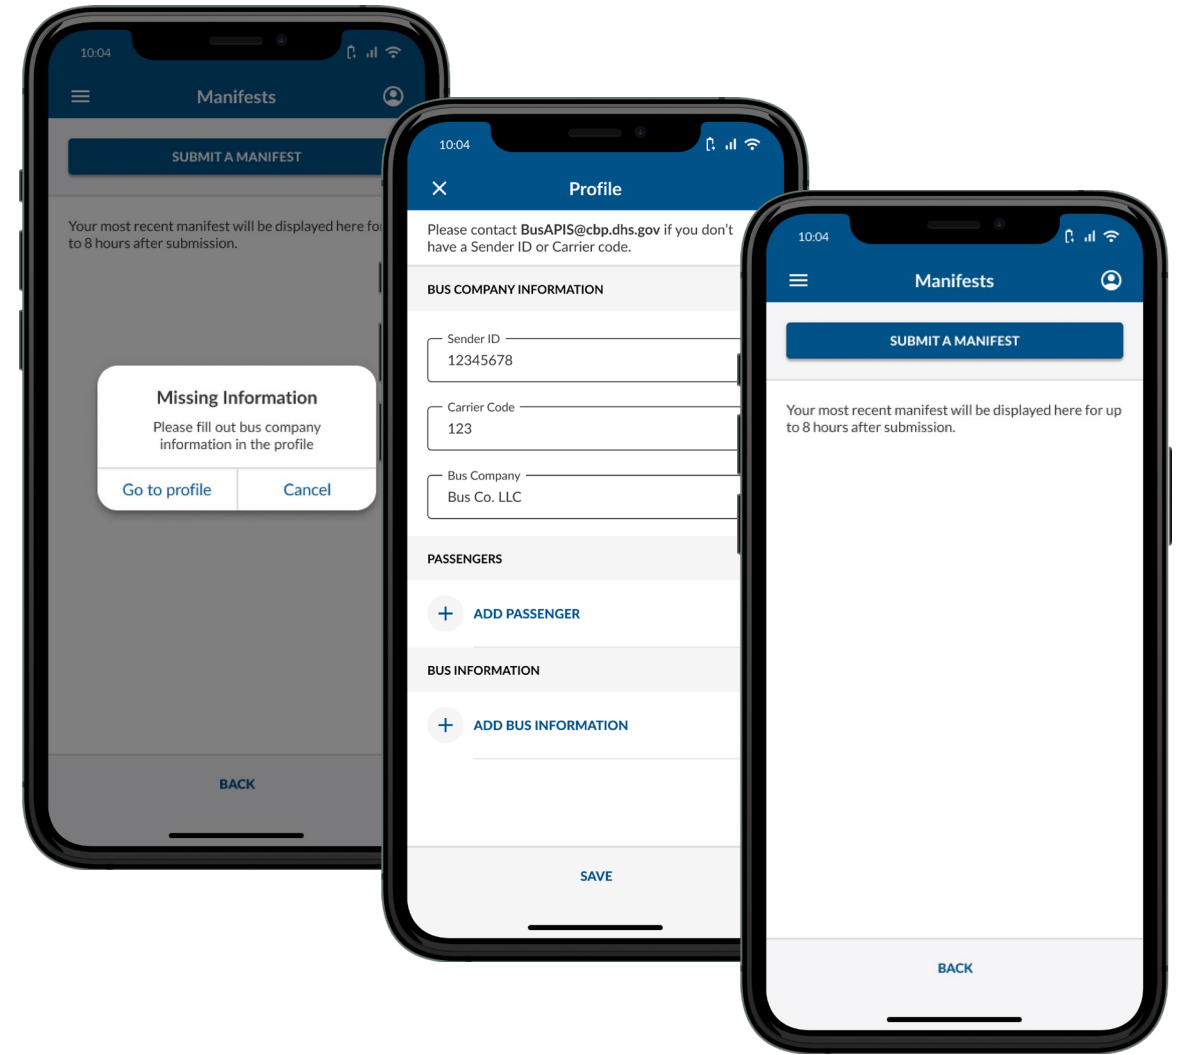 10:04
Manifests
SUBMIT A MANIFEST
Your most recent manifest will be displayed here for
to 8 hours after submission.
Missing Information
Please fill out bus company
information in the profile
Go to profile
Cancel
BACK
10:04
Profile
Please contact BusAPIS@cbp.dhs.gov if you don't
have a Sender ID or Carrier code.
BUS COMPANY INFORMATION
Sender ID
12345678
Carrier Code
123
Bus Company
Bus Co. LLC
PASSENGERS
+ ADD PASSENGER
BUS INFORMATION
+ ADD BUS INFORMATION
SAVE
10:04
Manifests
SUBMIT A MANIFEST
Your most recent manifest will be displayed here for up
to 8 hours after submission.
BACK